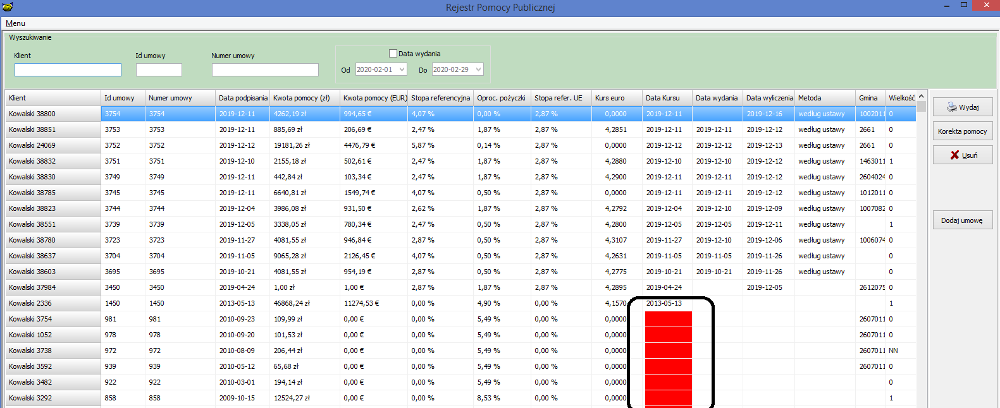 Rejestr Pomocy Publicznej
Menu
Wyszukiwanie
Klient Id umowy Numer umowy Data wydania
Od 2020-02-01 Do 2020-02-29
Klient Id umowy Numer umowy Data podpisania Kwota pomocy (zł) Kwota pomocy (EUR) Stopa referencyjna Oproc. pożyczki Stopa refer. UE Kurs euro Data Kursu Data wydania Data wyliczenia Metoda Gmina Wielkość
Kowalski 38800 3754 3754 2019-12-11 4262,19 zł 994,65 € 4,07 % 0,00 % 2,87 % 0,0000 2019-12-11 2019-12-16 według ustawy 1002011 0
Kowalski 38851 3753 3753 2019-12-11 885,69 zł 206,69 € 2,47 % 1,87 % 2,87 % 4,2851 2019-12-11 2019-12-11 2019-12-12 według ustawy 2661 0
Kowalski 24069 3752 3752 2019-12-12 19181,26 zł 4476,79 € 5,87 % 0,14 % 2,87 % 0,0000 2019-12-12 2019-12-12 2019-12-13 według ustawy 2661 0
Kowalski 38832 3751 3751 2019-12-10 2155,18 zł 502,61 € 2,47 % 1,87 % 2,87 % 4,2880 2019-12-10 2019-12-10 2019-12-12 według ustawy 1463011 1
Kowalski 38830 3749 3749 2019-12-11 442,84 zł 103,34 € 2,47 % 1,87 % 2,87 % 4,2900 2019-12-11 2019-12-11 2019-12-12 według ustawy 2604024 0
Kowalski 38785 3745 3745 2019-12-11 6640,81 zł 1549,74 € 4,07 % 0,50 % 2,87 % 0,0000 2019-12-11 2019-12-11 2019-12-12 według ustawy 1012011 0
Kowalski 38823 3744 3744 2019-12-04 3986,08 zł 931,50 € 2,62 % 1,87 % 2,87 % 4,2792 2019-12-04 2019-12-10 2019-12-09 według ustawy 1007082 0
Kowalski 38551 3739 3739 2019-12-05 3338,05 zł 780,34 € 2,47 % 0,50 % 2,87 % 4,2800 2019-12-05 2019-12-05 2019-12-11 według ustawy 1
Kowalski 38780 3723 3723 2019-11-27 4081,55 zł 946,84 € 2,87 % 0,50 % 2,87 % 4,3107 2019-11-27 2019-12-10 2019-12-06 według ustawy 1006074 0
Kowalski 38637 3704 3704 2019-11-05 9065,28 zł 2126,45 € 4,07 % 0,50 % 2,87 % 4,2631 2019-11-05 2019-11-05 2019-11-26 według ustawy 0
Kowalski 38603 3695 3695 2019-10-21 4081,55 zł 954,19 € 2,87 % 0,50 % 2,87 % 4,2775 2019-10-21 2019-10-21 2019-11-26 według ustawy 0
Kowalski 37984 3450 3450 2019-04-24 1,00 zł 1,00 € 2,87 % 1,87 % 2,87 % 4,2895 2019-04-24 2019-12-05 2612075 0
Kowalski 2336 1450 1450 2013-05-13 46868,24 zł 11274,53 € 0,00 % 4,90 % 0,00 % 4,1570 2013-05-13 1
Kowalski 3754 981 981 2010-09-23 109,99 zł 0,00 € 0,00 % 5,49 % 0,00 % 0,0000 2607011 0
Kowalski 1052 978 978 2010-09-20 101,53 zł 0,00 € 0,00 % 5,49 % 0,00 % 0,0000 2607011 0
Kowalski 3738 972 972 2010-08-09 206,44 zł 0,00 € 0,00 % 5,49 % 0,00 % 0,0000 2607011 NN
Kowalski 3592 939 939 2010-05-12 65,68 zł 0,00 € 0,00 % 5,49 % 0,00 % 0,0000 2607011 0
Kowalski 3482 922 922 2010-03-01 194,14 zł 0,00 € 0,00 % 5,49 % 0,00 % 0,0000 0
Kowalski 3292 858 858 2009-10-15 12524,27 zł 0,00 € 0,00 % 8,53 % 0,00 % 0,0000 1
Wydaj
Korekta pomocy
Usuń
Dodaj umowę